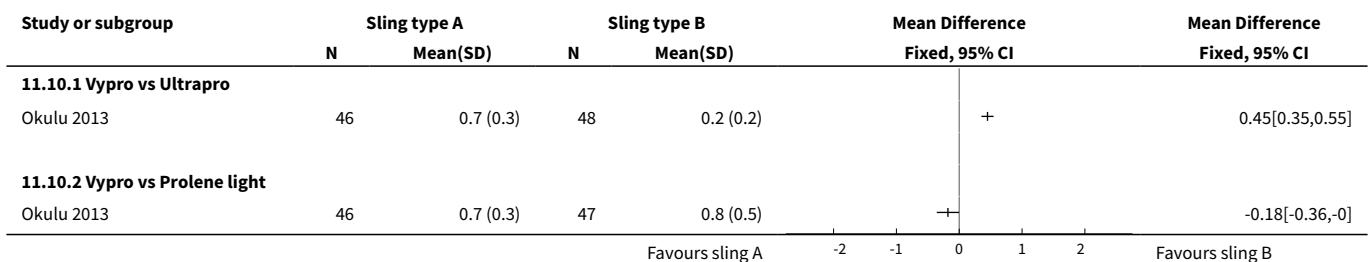 Study or subgroup Sling type A Sling type B Mean Difference Mean Difference
N Mean(SD) N Mean(SD) Fixed, 95% CI Fixed, 95% CI
11.10.1 Vypro vs Ultrapro
Okulu 2013 46 0.7 (0.3) 48 0.2 (0.2) 0.45[0.35,0.55]
11.10.2 Vypro vs Prolene light
Okulu 2013 46 0.7 (0.3) 47 0.8 (0.5) -0.18[-0.36,-0]
Favours sling A -2 -1 0 1 2 Favours sling B